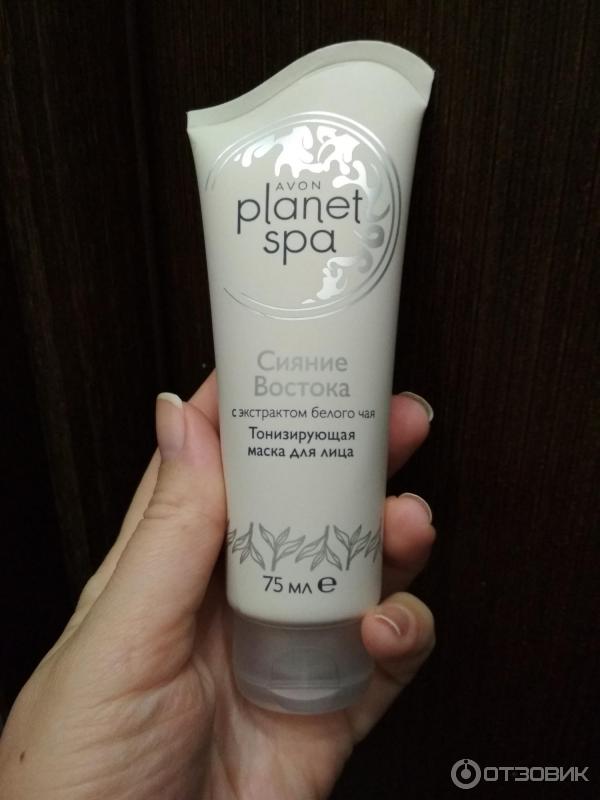 AVON
planet
spa
Сияние
Востока
с экстрактом белого чая
Тонизирующая
маска для лица
75 мл е
ОТЗОВИК